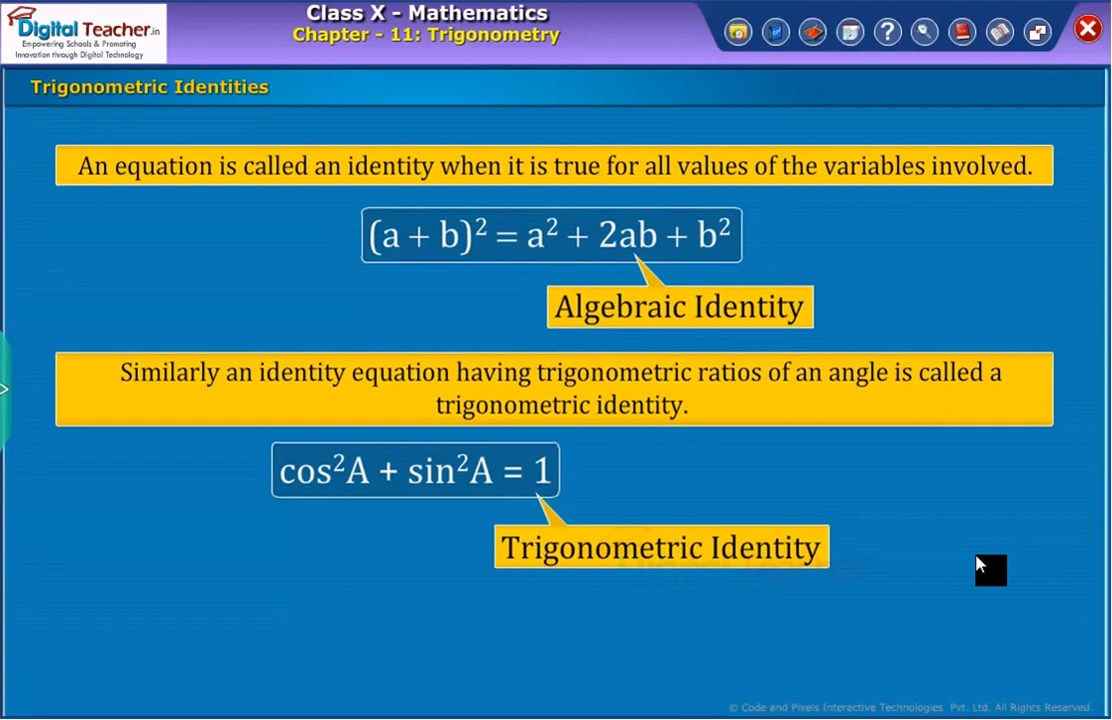 Digital Teacher.in
Empowering Schools & Promoting
Innovation through Digital Technology
Class X - Mathematics
Chapter - 11: Trigonometry
?
Trigonometric Identities
An equation is called an identity when it is true for all values of the variables involved.
(a + b)² = a² + 2ab + b²
Algebraic Identity
Similarly an identity equation having trigonometric ratios of an angle is called a
trigonometric identity.
cos²A + sin²A = 1
Trigonometric Identity
© Code and Pixels Interactive Technologies Pvt. Ltd. All Rights Reserved.